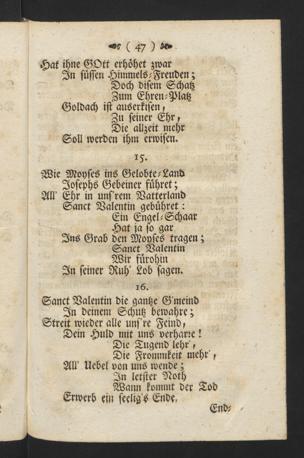 ( 47 )
Hat ihne GOtt erhöhet zwar
In süssen Himmels-Freuden;
Doch disem Schatz
Zum Ehren-Platz
Goldach ist auserkisen,
Zu seiner Ehr,
Die allzeit mehr
Soll werden ihm erwisen.
15.
Wie Moyses ins Gelobte-Land
Josephs Gebeiner führet;
All' Ehr in uns'rem Vatterland
Sanct Valentin gebühret:
Ein Engel-Schaar
Hat ja so gar
Ins Grab den Moyses tragen;
Sanct Valentin
Wir fürohin
In seiner Ruh' Lob sagen.
16.
Sanct Valentin die gantze G'meind
In deinem Schutz bewahre;
Streit wieder alle uns're Feind,
Dein Huld mit uns verharre!
Die Tugend lehr',
Die Frommkeit mehr',
All' Uebel von uns wende;
In letster Noth
Wann kommt der Tod
Erwerb ein seelig's Ende.
End-